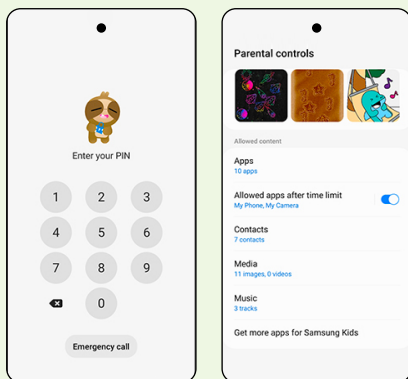 Enter your PIN
1 2 3
4 5 6
7 8 9
0
Emergency call
Parental controls
Allowed content
Apps
10 apps
Allowed apps after time limit
My Phone, My Camera
Contacts
7 contacts
Media
11 images, 0 videos
Music
3 tracks
Get more apps for Samsung Kids